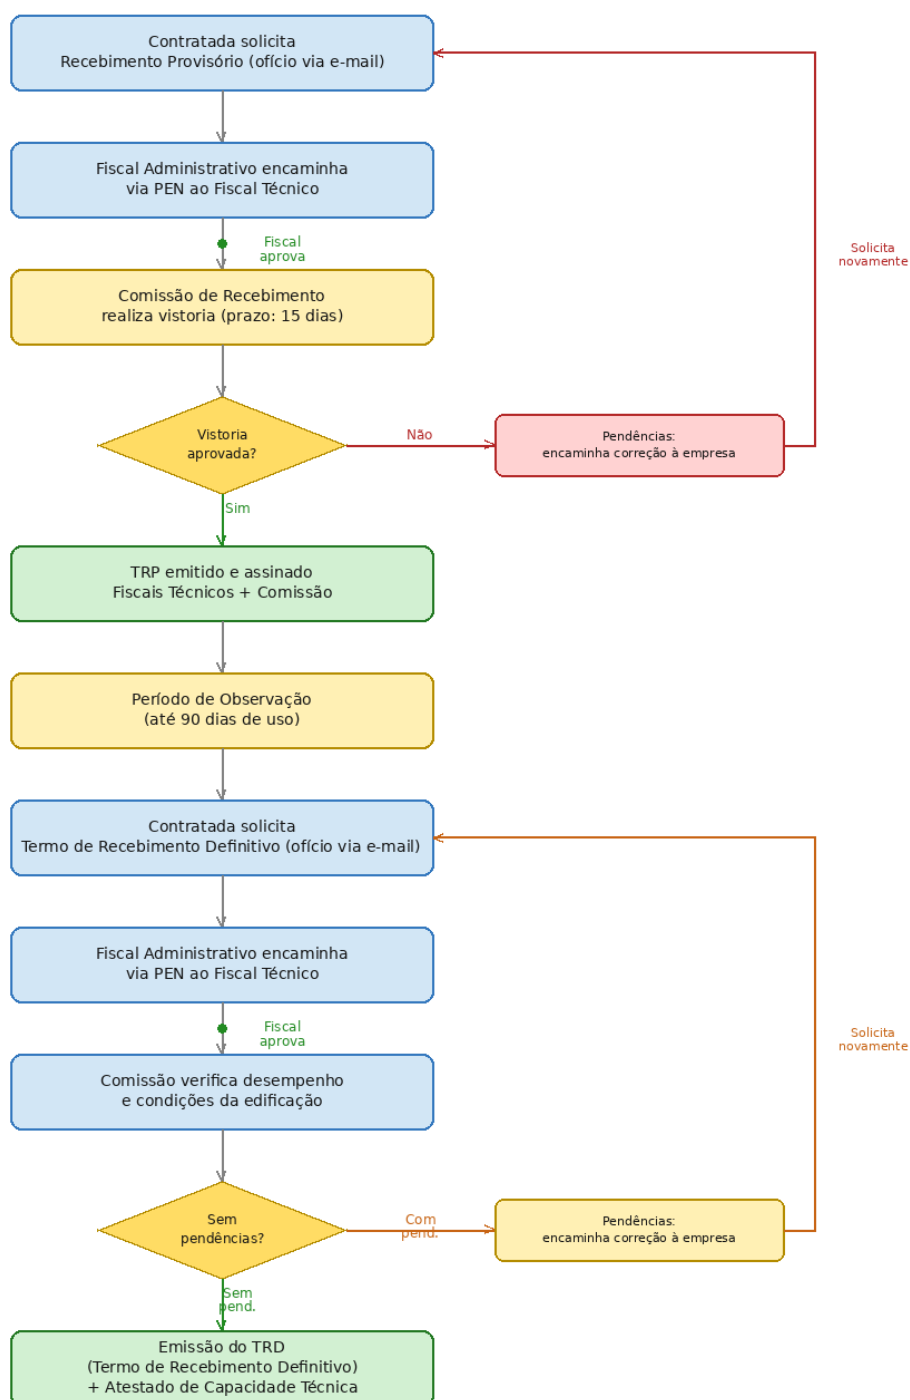 Contratada solicita
Recebimento Provisório (ofício via e-mail)
Fiscal Administrativo encaminha
via PEN ao Fiscal Técnico
Fiscal
aprova
Solicita
novamente
Comissão de Recebimento
realiza vistoria (prazo: 15 dias)
Vistoria
aprovada?
Não
Pendências:
encaminha correção à empresa
Sim
TRP emitido e assinado
Fiscais Técnicos + Comissão
Período de Observação
(até 90 dias de uso)
Contratada solicita
Termo de Recebimento Definitivo (ofício via e-mail)
Fiscal Administrativo encaminha
via PEN ao Fiscal Técnico
Fiscal
aprova
Solicita
novamente
Comissão verifica desempenho
e condições da edificação
Sem
pendências?
Com
pend.
Pendências:
encaminha correção à empresa
Sem
pend.
Emissão do TRD
(Termo de Recebimento Definitivo)
+ Atestado de Capacidade Técnica